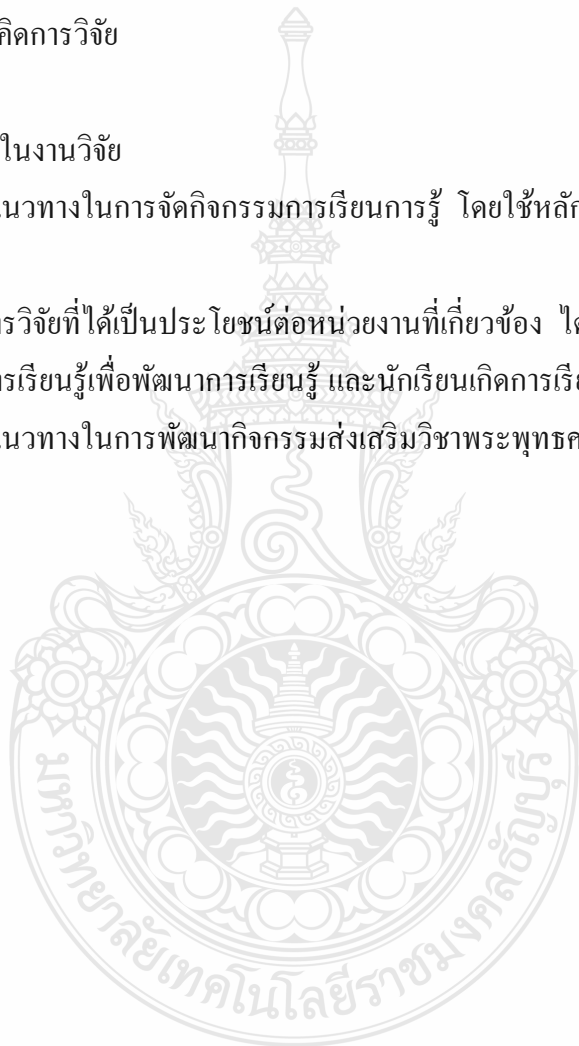 คิดการวิจัย
ในงานวิจัย
นวทางในการจัดกิจกรรมการเรียนการรู้ โดยใช้หลัก
รวิจัยที่ได้เป็นประโยชน์ต่อหน่วยงานที่เกี่ยวข้อง ได
ารเรียนรู้เพื่อพัฒนาการเรียนรู้ และนักเรียนเกิดการเรีย
นวทางในการพัฒนากิจกรรมส่งเสริมวิชาพระพุทธศ
มหาวิทยาลัยเทคโนโลยีราชมงคลธัญบุรี